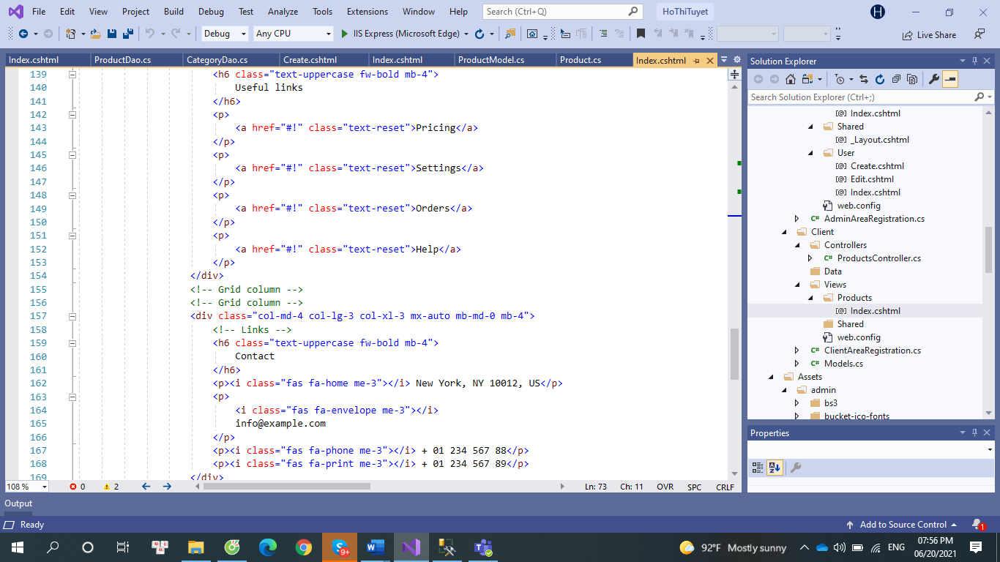 File Edit View Project Build Debug Test Analyze Tools Extensions Window Help Search (Ctrl+Q) HoThiTuyet H
Debug Any CPU IIS Express (Microsoft Edge) Live Share
Index.cshtml ProductDao.cs CategoryDao.cs Create.cshtml Index.cshtml ProductModel.cs Product.cs Index.cshtml
139 <h6 class="text-uppercase fw-bold mb-4">
140 Useful links
141 </h6>
142 <p>
143 <a href="#!" class="text-reset">Pricing</a>
144 </p>
145 <p>
146 <a href="#!" class="text-reset">Settings</a>
147 </p>
148 <p>
149 <a href="#!" class="text-reset">Orders</a>
150 </p>
151 <p>
152 <a href="#!" class="text-reset">Help</a>
153 </p>
154 </div>
155 <!-- Grid column -->
156 <!-- Grid column -->
157 <div class="col-md-4 col-lg-3 col-xl-3 mx-auto mb-md-0 mb-4">
158 <!-- Links -->
159 <h6 class="text-uppercase fw-bold mb-4">
160 Contact
161 </h6>
162 <p><i class="fas fa-home me-3"></i> New York, NY 10012, US</p>
163 <p>
164 <i class="fas fa-envelope me-3"></i>
165 info@example.com
166 </p>
167 <p><i class="fas fa-phone me-3"></i> + 01 234 567 88</p>
168 <p><i class="fas fa-print me-3"></i> + 01 234 567 89</p>
169 </div>
108 % 0 2 Ln: 73 Ch: 11 OVR SPC CRLF
Solution Explorer
Search Solution Explorer (Ctrl+;)
Index.cshtml
Shared
_Layout.cshtml
User
Create.cshtml
Edit.cshtml
Index.cshtml
web.config
C# AdminAreaRegistration.cs
Client
Controllers
C# ProductsController.cs
Data
Views
Products
Index.cshtml
Shared
web.config
C# ClientAreaRegistration.cs
C# Models.cs
Assets
admin
bs3
bucket-ico-fonts
Properties
Output
Ready Add to Source Control 1
9+ 92°F Mostly sunny ENG 07:56 PM
06/20/2021